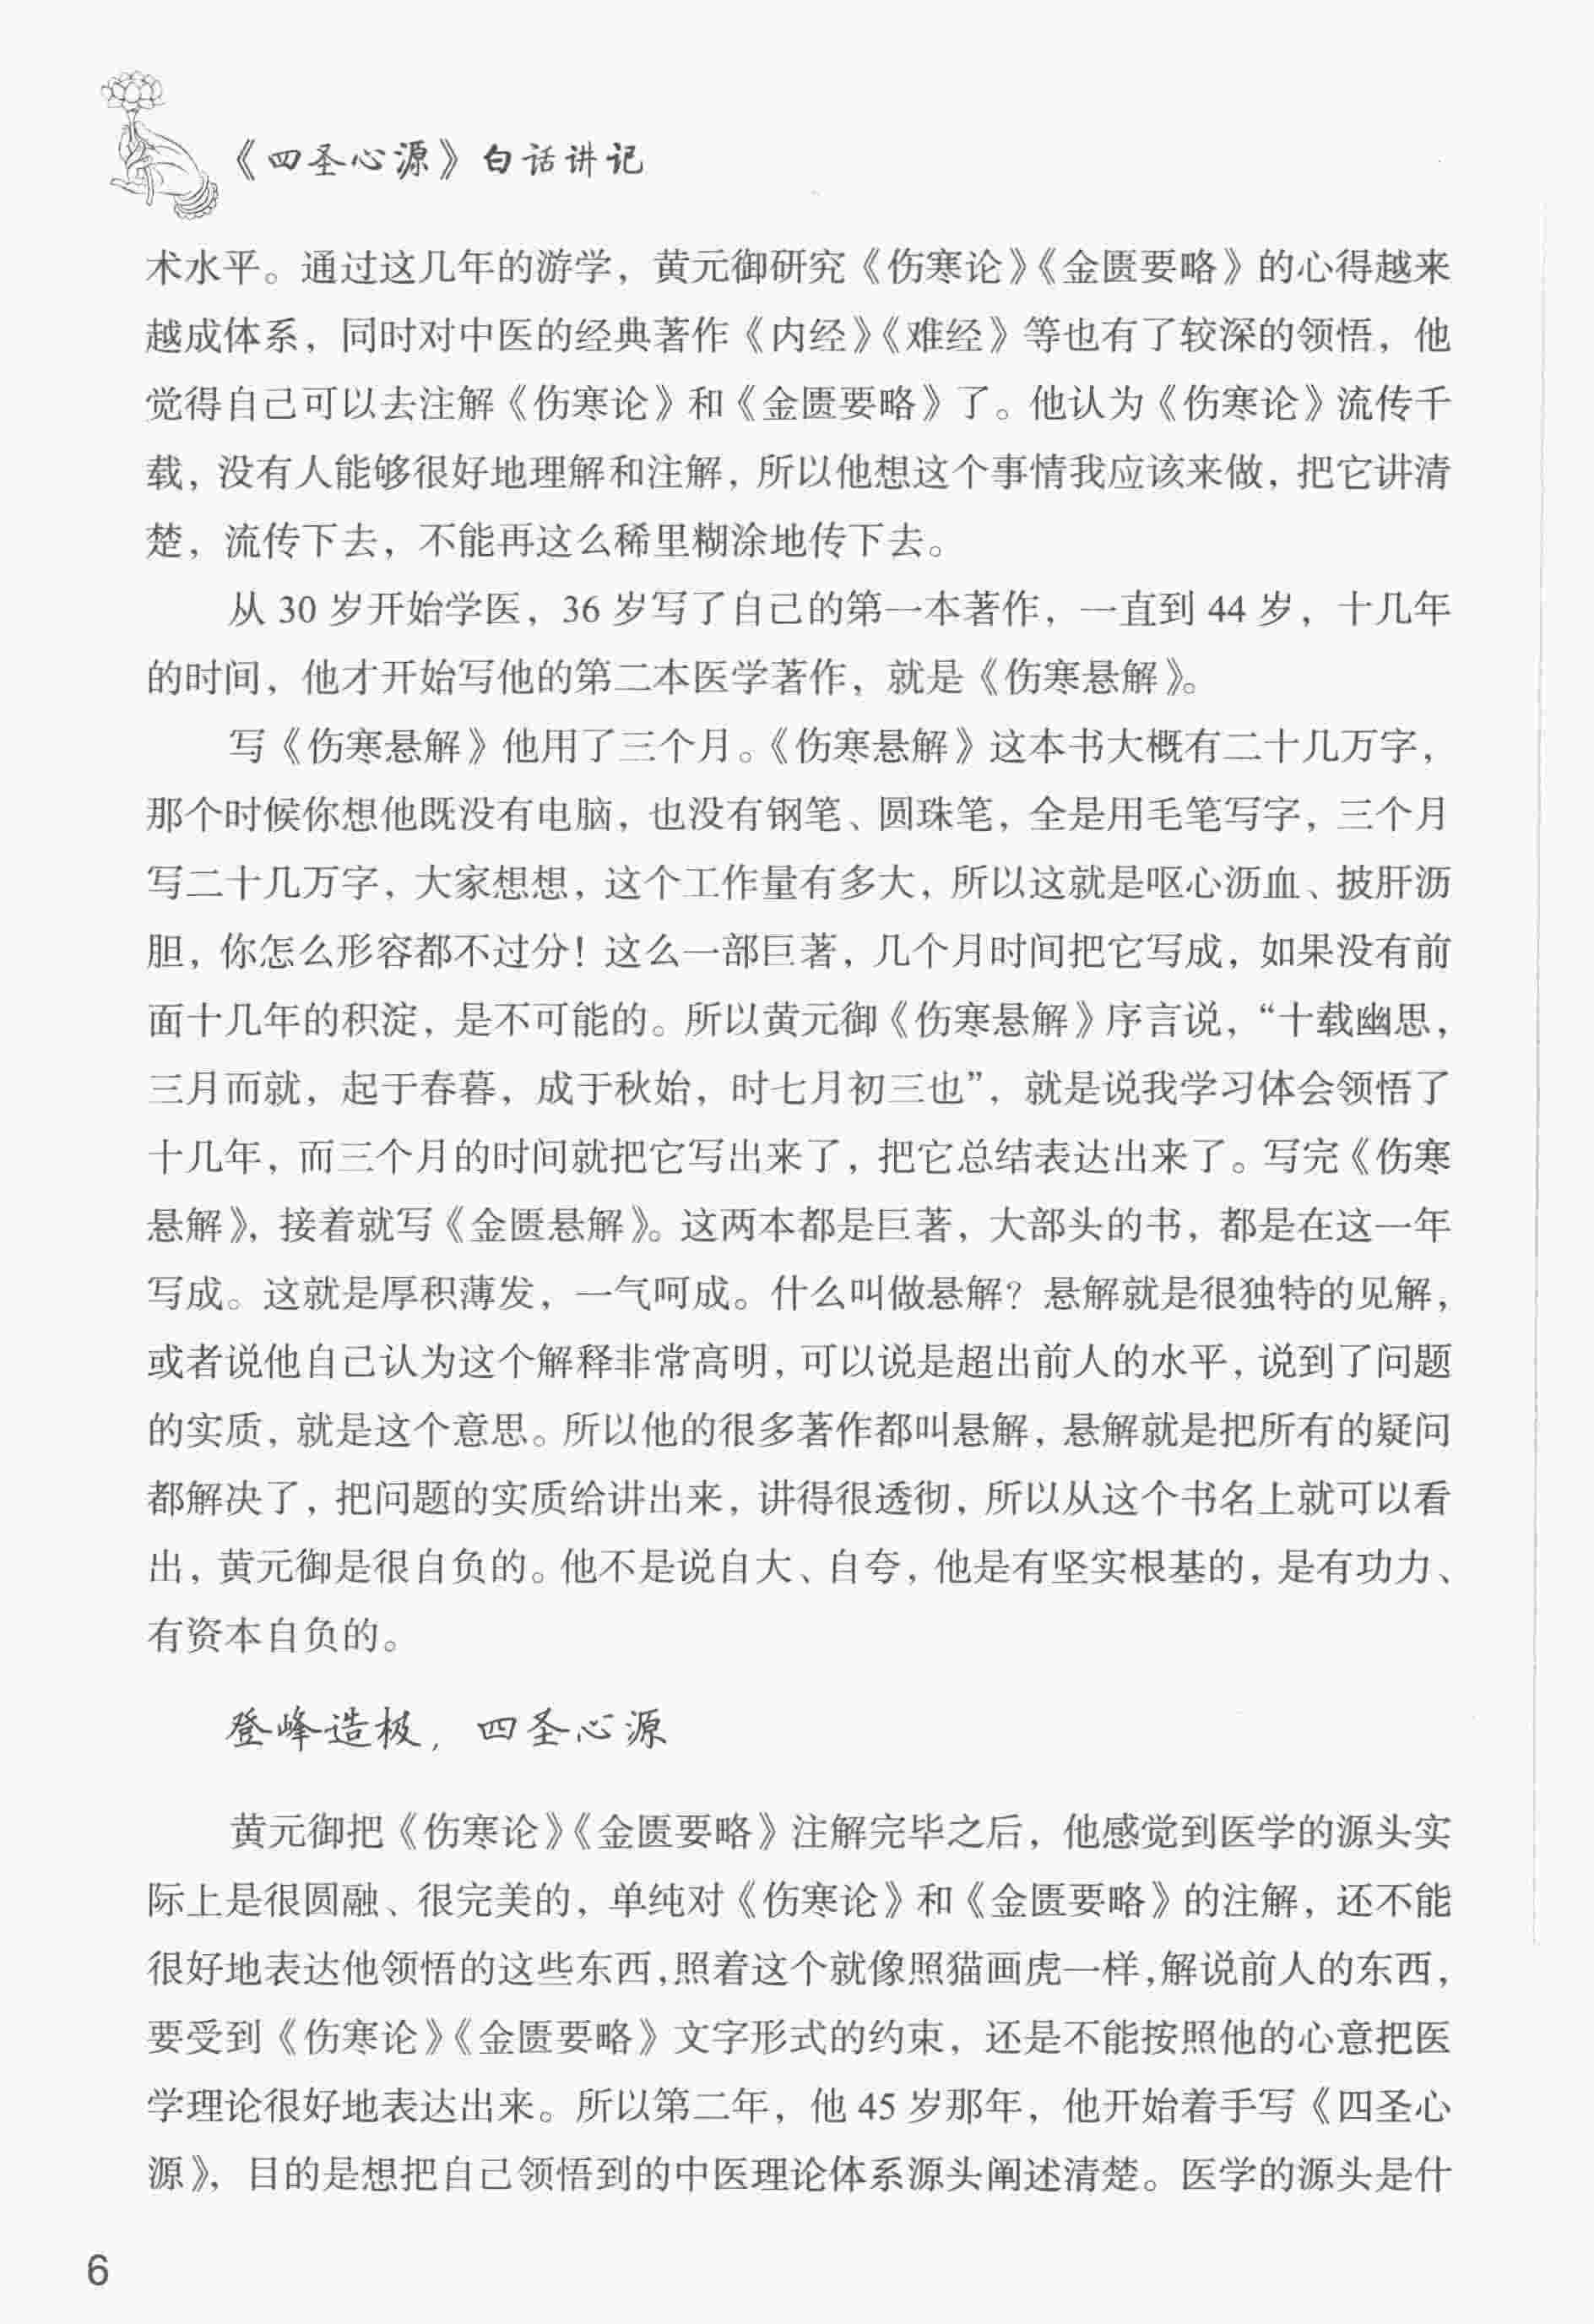 《四圣心源》白话讲记
术水平。通过这几年的游学，黄元御研究《伤寒论》《金匮要略》的心得越来
越成体系，同时对中医的经典著作《内经》《难经》等也有了较深的领悟，他
觉得自己可以去注解《伤寒论》和《金匮要略》了。他认为《伤寒论》流传千
载，没有人能够很好地理解和注解，所以他想这个事情我应该来做，把它讲清
楚，流传下去，不能再这么稀里糊涂地传下去。
从 30 岁开始学医，36 岁写了自己的第一本著作，一直到 44 岁，十几年
的时间，他才开始写他的第二本医学著作，就是《伤寒悬解》。
写《伤寒悬解》他用了三个月。《伤寒悬解》这本书大概有二十几万字，
那个时候你想他既没有电脑，也没有钢笔、圆珠笔，全是用毛笔写字，三个月
写二十几万字，大家想想，这个工作量有多大，所以这就是呕心沥血、披肝沥
胆，你怎么形容都不过分！这么一部巨著，几个月时间把它写成，如果没有前
面十几年的积淀，是不可能的。所以黄元御《伤寒悬解》序言说，“十载幽思，
三月而就，起于春暮，成于秋始，时七月初三也”，就是说我学习体会领悟了
十几年，而三个月的时间就把它写出来了，把它总结表达出来了。写完《伤寒
悬解》，接着就写《金匮悬解》。这两本都是巨著，大部头的书，都是在这一年
写成。这就是厚积薄发，一气呵成。什么叫做悬解？悬解就是很独特的见解，
或者说他自己认为这个解释非常高明，可以说是超出前人的水平，说到了问题
的实质，就是这个意思。所以他的很多著作都叫悬解，悬解就是把所有的疑问
都解决了，把问题的实质给讲出来，讲得很透彻，所以从这个书名上就可以看
出，黄元御是很自负的。他不是说自大、自夸，他是有坚实根基的，是有功力、
有资本自负的。
登峰造极，四圣心源
黄元御把《伤寒论》《金匮要略》注解完毕之后，他感觉到医学的源头实
际上是很圆融、很完美的，单纯对《伤寒论》和《金匮要略》的注解，还不能
很好地表达他领悟的这些东西，照着这个就像照猫画虎一样，解说前人的东西，
要受到《伤寒论》《金匮要略》文字形式的约束，还是不能按照他的心意把医
学理论很好地表达出来。所以第二年，他 45 岁那年，他开始着手写《四圣心
源》，目的是想把自己领悟到的中医理论体系源头阐述清楚。医学的源头是什
6